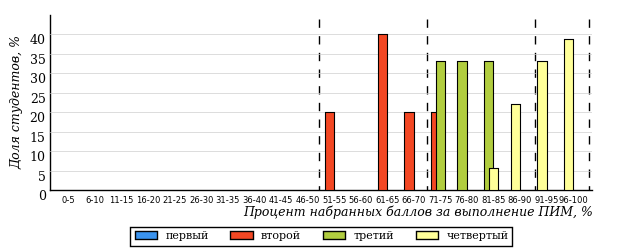 Доля студентов, %
40
35
30
25
20
15
10
5
0
0-5 6-10 11-15 16-20 21-25 26-30 31-35 36-40 41-45 46-50 51-55 56-60 61-65 66-70 71-75 76-80 81-85 86-90 91-95 96-100
Процент набранных баллов за выполнение ПИМ, %
первый второй третий четвертый